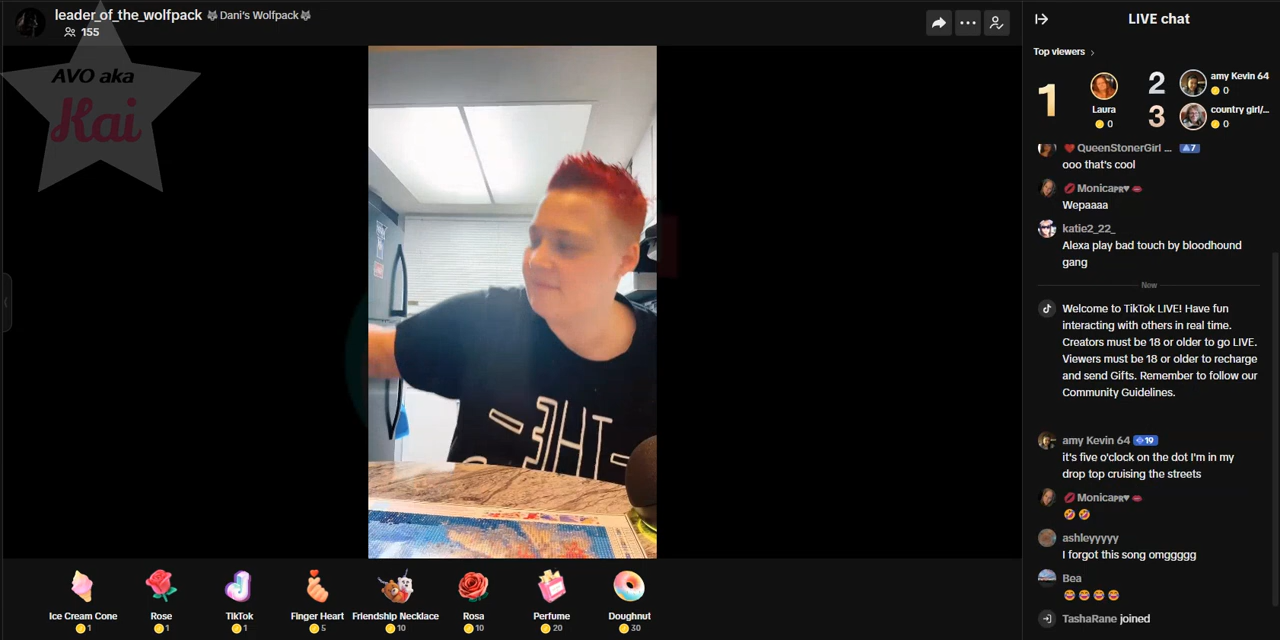 leader_of_the_wolfpack 🐺Dani's Wolfpack🐺
155
AVO aka
Kai
LIVE chat
Top viewers
1
Laura
0
2
amy Kevin 64
0
3
country girl/...
0
QueenStonerGirl ... 7
ooo that's cool
MonicaPR♥
Wepaaaa
katie2_22_
Alexa play bad touch by bloodhound
gang
Now
Welcome to TikTok LIVE! Have fun
interacting with others in real time.
Creators must be 18 or older to go LIVE.
Viewers must be 18 or older to recharge
and send Gifts. Remember to follow our
Community Guidelines.
amy Kevin 64 19
it's five o'clock on the dot I'm in my
drop top cruising the streets
MonicaPR♥
🤣 🤣
ashleyyyyy
I forgot this song omggggg
Bea
TashaRane joined
THE
Ice Cream Cone
1
Rose
1
TikTok
1
Finger Heart
5
Friendship Necklace
10
Rosa
10
Perfume
20
Doughnut
30